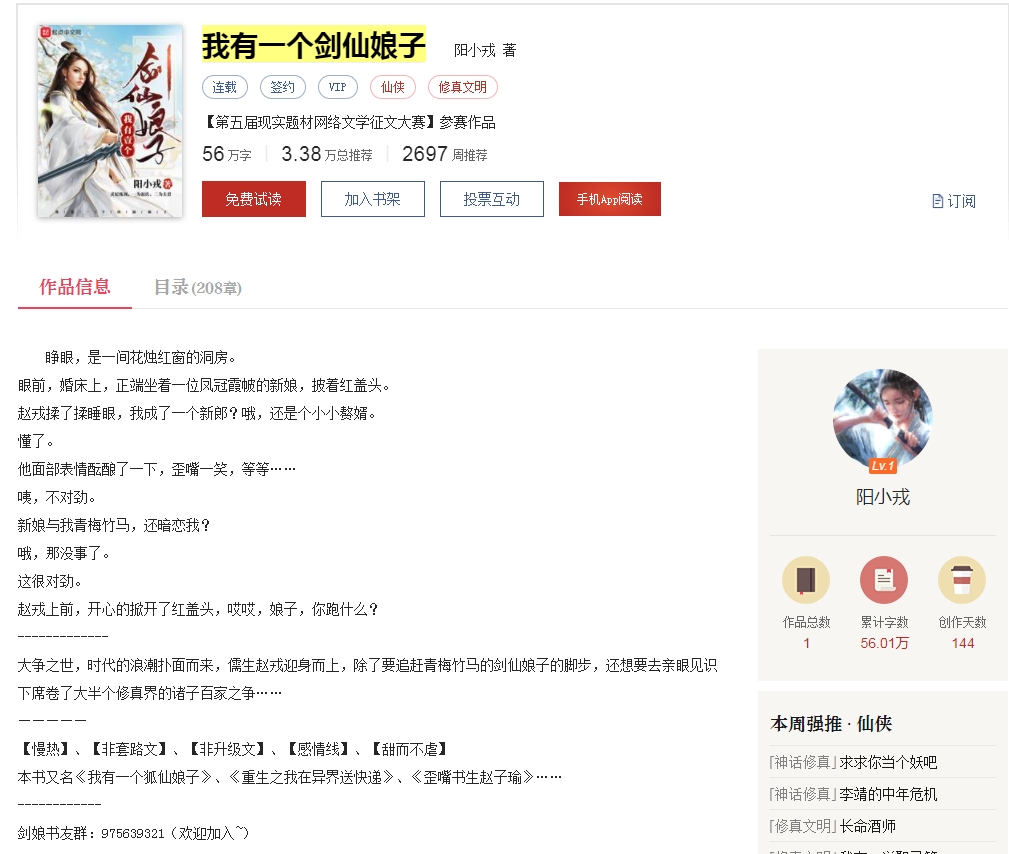 起点中文网
剑仙娘子
我有壹个
阳小戎 著
我有一个剑仙娘子 阳小戎 著
连载 签约 VIP 仙侠 修真文明
【第五届现实题材网络文学征文大赛】参赛作品
56万字 3.38万总推荐 2697周推荐
免费试读 加入书架 投票互动 手机App阅读 订阅
作品信息 目录(208章)
睁眼，是一间花烛红窗的洞房。
眼前，婚床上，正端坐着一位凤冠霞帔的新娘，披着红盖头。
赵戎揉了揉睡眼，我成了一个新郎？哦，还是个小小赘婿。
懂了。
他面部表情酝酿了一下，歪嘴一笑，等等……
咦，不对劲。
新娘与我青梅竹马，还暗恋我？
哦，那没事了。
这很对劲。
赵戎上前，开心的掀开了红盖头，哎哎，娘子，你跑什么？
-------------
大争之世，时代的浪潮扑面而来，儒生赵戎迎身而上，除了要追赶青梅竹马的剑仙娘子的脚步，还想要去亲眼见识
下席卷了大半个修真界的诸子百家之争……
－－－－－
【慢热】、【非套路文】、【非升级文】、【感情线】、【甜而不虐】
本书又名《我有一个狐仙娘子》、《重生之我在异界送快递》、《歪嘴书生赵子瑜》……
------------
剑娘书友群：975639321（欢迎加入~）
Lv.1
阳小戎
作品总数 累计字数 创作天数
1 56.01万 144
本周强推·仙侠
「神话修真」求求你当个妖吧
「神话修真」李靖的中年危机
「修真文明」长命酒师